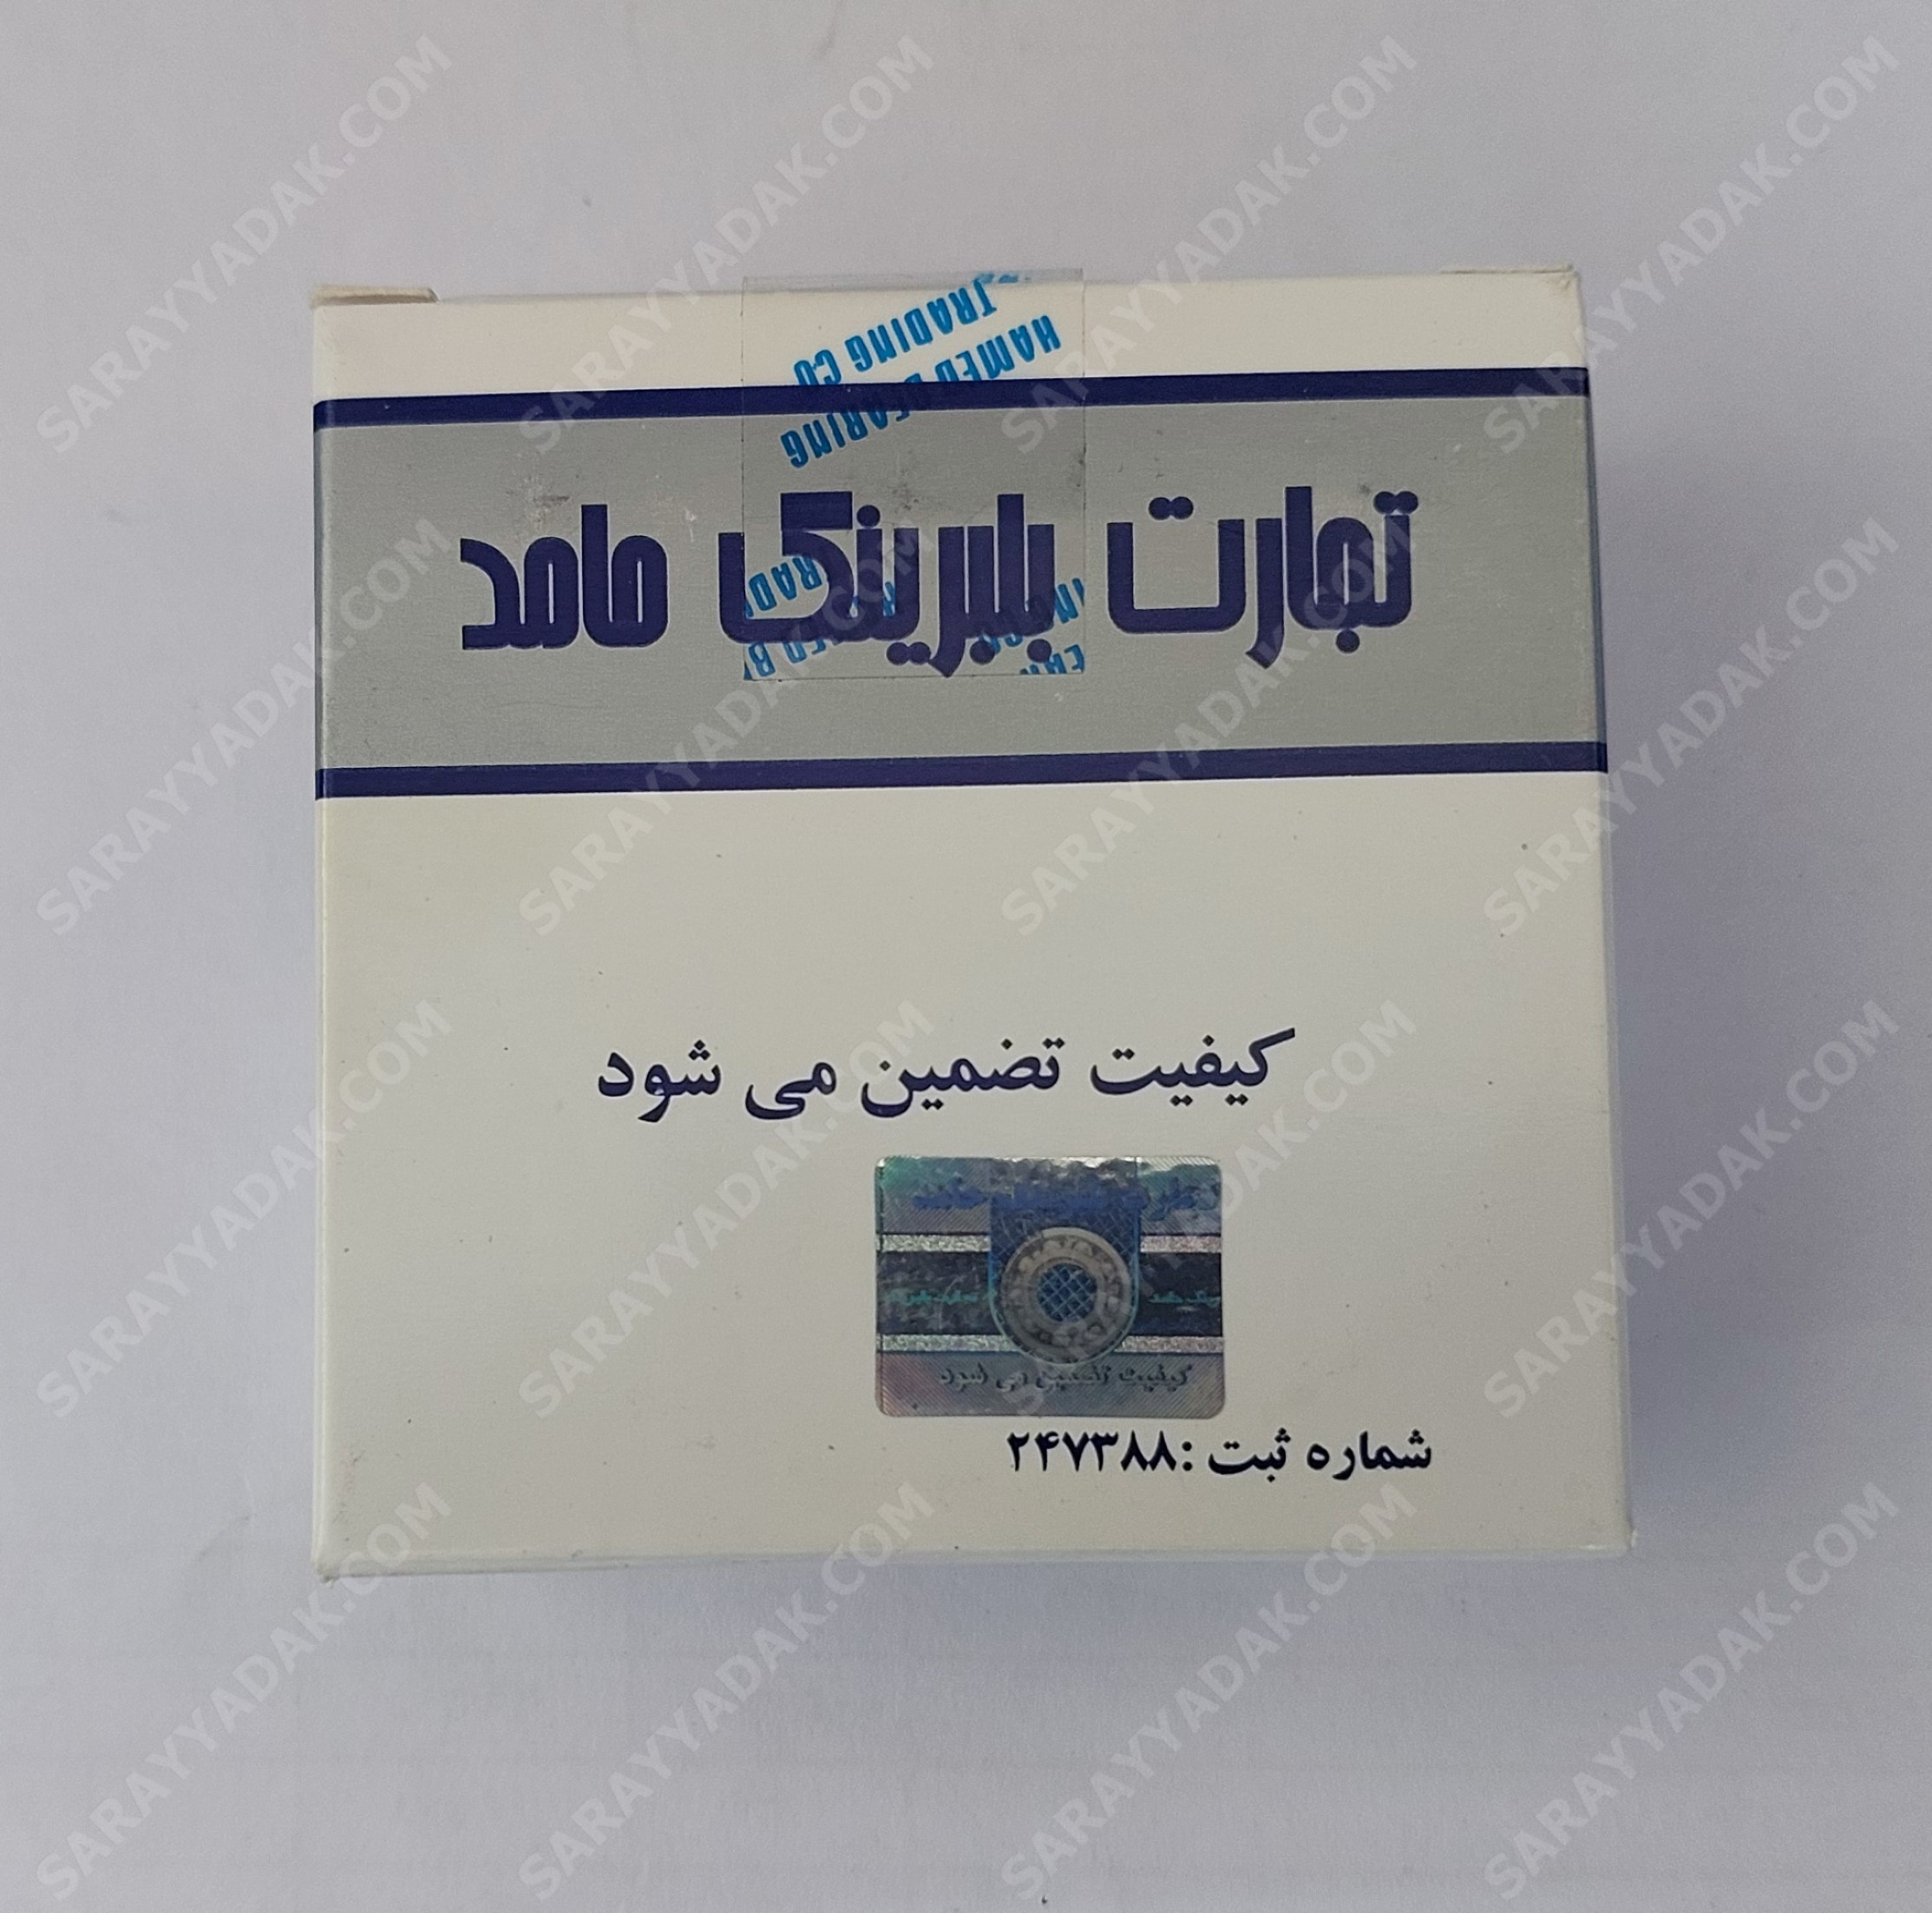 TRADING CO
HAMED BEARING
تجارت بلبرینگ حامد
کیفیت تضمین می شود
کیفیت تضمین می شود
شماره ثبت :۲۴۷۳۸۸
SARAYYADAK.COM